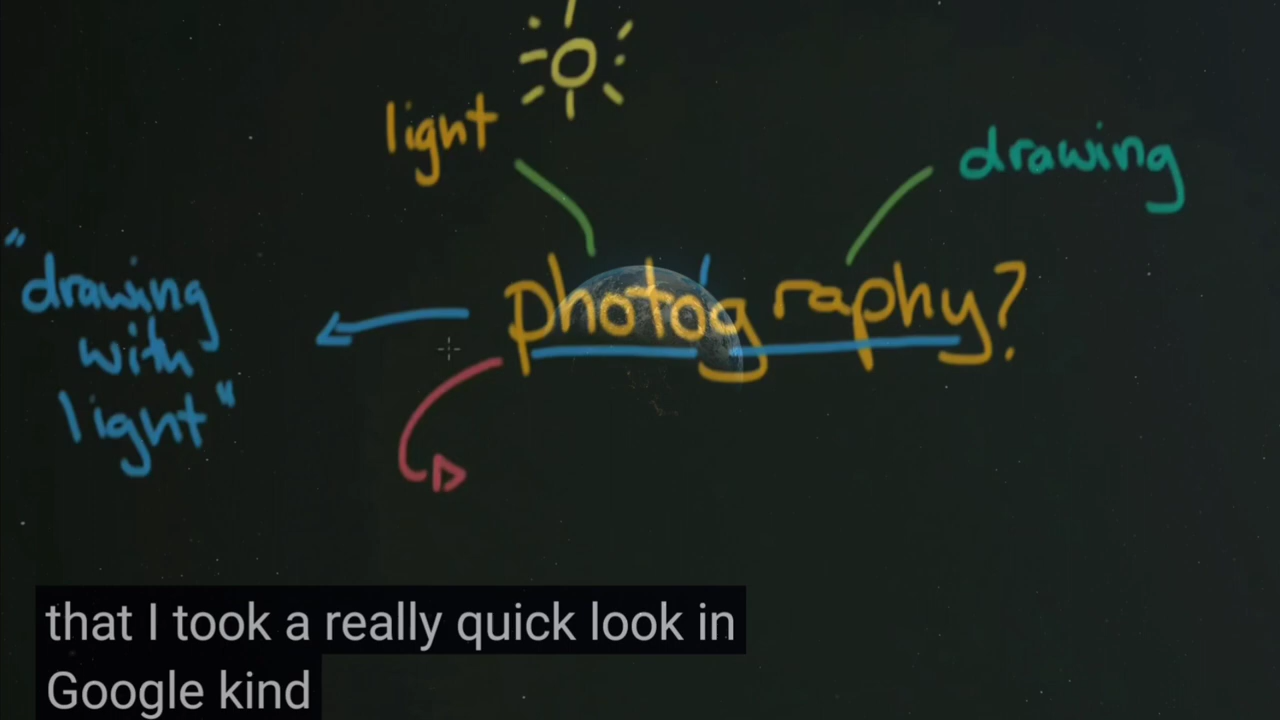 light
drawing
"drawing
with
light"
photography?
that I took a really quick look in
Google kind